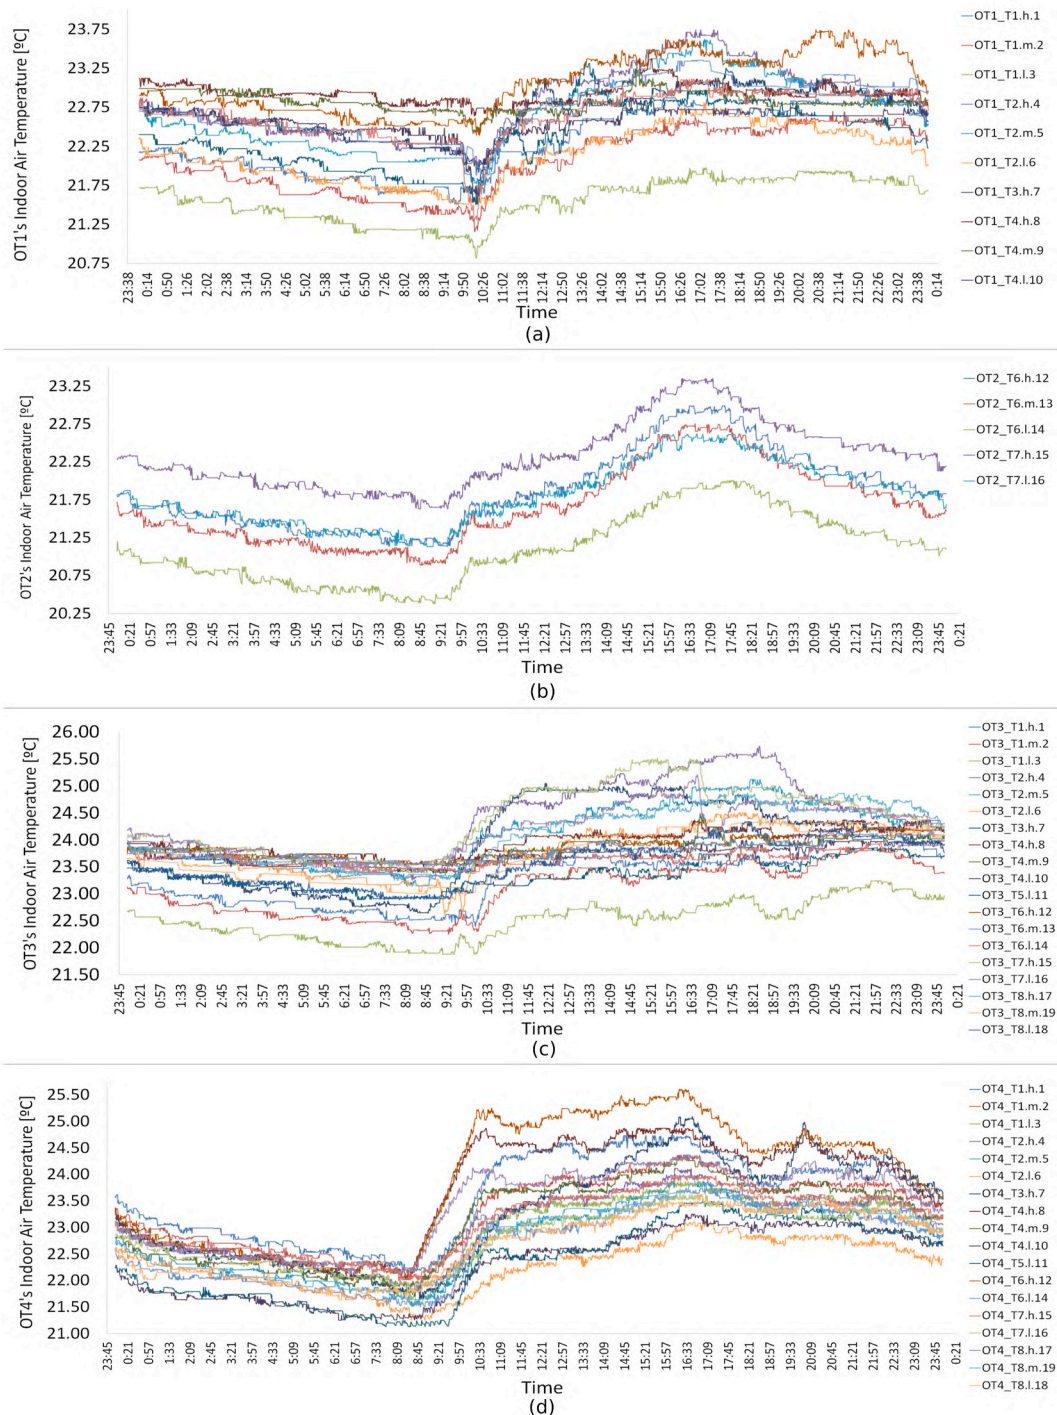 OT1's Indoor Air Temperature [ºC]
23.75
23.25
22.75
22.25
21.75
21.25
20.75
23:38 0:14 0:50 1:26 2:02 2:38 3:14 3:50 4:26 5:02 5:38 6:14 6:50 7:26 8:02 8:38 9:14 9:50 10:26 11:02 11:38 12:14 12:50 13:26 14:02 14:38 15:14 15:50 16:26 17:02 17:38 18:14 18:50 19:26 20:02 20:38 21:14 21:50 22:26 23:02 23:38 0:14
Time
(a)
OT1_T1.h.1
OT1_T1.m.2
OT1_T1.l.3
OT1_T2.h.4
OT1_T2.m.5
OT1_T2.l.6
OT1_T3.h.7
OT1_T4.h.8
OT1_T4.m.9
OT1_T4.l.10
OT2's Indoor Air Temperature [ºC]
23.25
22.75
22.25
21.75
21.25
20.75
20.25
23:45 0:21 0:57 1:33 2:09 2:45 3:21 3:57 4:33 5:09 5:45 6:21 6:57 7:33 8:09 8:45 9:21 9:57 10:33 11:09 11:45 12:21 12:57 13:33 14:09 14:45 15:21 15:57 16:33 17:09 17:45 18:21 18:57 19:33 20:09 20:45 21:21 21:57 22:33 23:09 23:45 0:21
Time
(b)
OT2_T6.h.12
OT2_T6.m.13
OT2_T6.l.14
OT2_T7.h.15
OT2_T7.l.16
OT3's Indoor Air Temperature [ºC]
26.00
25.50
25.00
24.50
24.00
23.50
23.00
22.50
22.00
21.50
23:45 0:21 0:57 1:33 2:09 2:45 3:21 3:57 4:33 5:09 5:45 6:21 6:57 7:33 8:09 8:45 9:21 9:57 10:33 11:09 11:45 12:21 12:57 13:33 14:09 14:45 15:21 15:57 16:33 17:09 17:45 18:21 18:57 19:33 20:09 20:45 21:21 21:57 22:33 23:09 23:45 0:21
Time
(c)
OT3_T1.h.1
OT3_T1.m.2
OT3_T1.l.3
OT3_T2.h.4
OT3_T2.m.5
OT3_T2.l.6
OT3_T3.h.7
OT3_T4.h.8
OT3_T4.m.9
OT3_T4.l.10
OT3_T5.l.11
OT3_T6.h.12
OT3_T6.m.13
OT3_T6.l.14
OT3_T7.h.15
OT3_T7.l.16
OT3_T8.h.17
OT3_T8.m.19
OT3_T8.l.18
OT4's Indoor Air Temperature [ºC]
25.50
25.00
24.50
24.00
23.50
23.00
22.50
22.00
21.50
21.00
23:45 0:21 0:57 1:33 2:09 2:45 3:21 3:57 4:33 5:09 5:45 6:21 6:57 7:33 8:09 8:45 9:21 9:57 10:33 11:09 11:45 12:21 12:57 13:33 14:09 14:45 15:21 15:57 16:33 17:09 17:45 18:21 18:57 19:33 20:09 20:45 21:21 21:57 22:33 23:09 23:45 0:21
Time
(d)
OT4_T1.h.1
OT4_T1.m.2
OT4_T1.l.3
OT4_T2.h.4
OT4_T2.m.5
OT4_T2.l.6
OT4_T3.h.7
OT4_T4.h.8
OT4_T4.m.9
OT4_T4.l.10
OT4_T5.l.11
OT4_T6.h.12
OT4_T6.l.14
OT4_T7.h.15
OT4_T7.l.16
OT4_T8.h.17
OT4_T8.m.19
OT4_T8.l.18